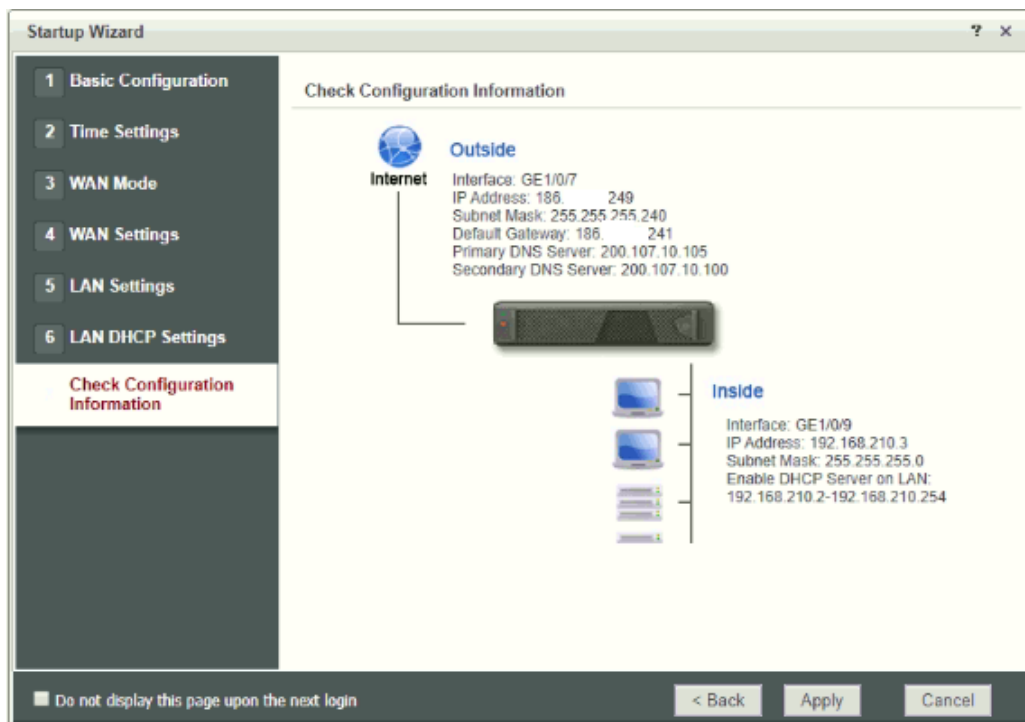 Startup Wizard ? ×
1 Basic Configuration
2 Time Settings
3 WAN Mode
4 WAN Settings
5 LAN Settings
6 LAN DHCP Settings
Check Configuration
Information
Check Configuration Information
Internet
Outside
Interface: GE1/0/7
IP Address: 186. 249
Subnet Mask: 255.255 255.240
Default Gateway: 186. 241
Primary DNS Server: 200.107.10.105
Secondary DNS Server: 200.107.10.100
Inside
Interface: GE1/0/9
IP Address: 192.168.210.3
Subnet Mask: 255.255.255.0
Enable DHCP Server on LAN:
192.168.210.2-192.168.210.254
Do not display this page upon the next login
< Back
Apply
Cancel